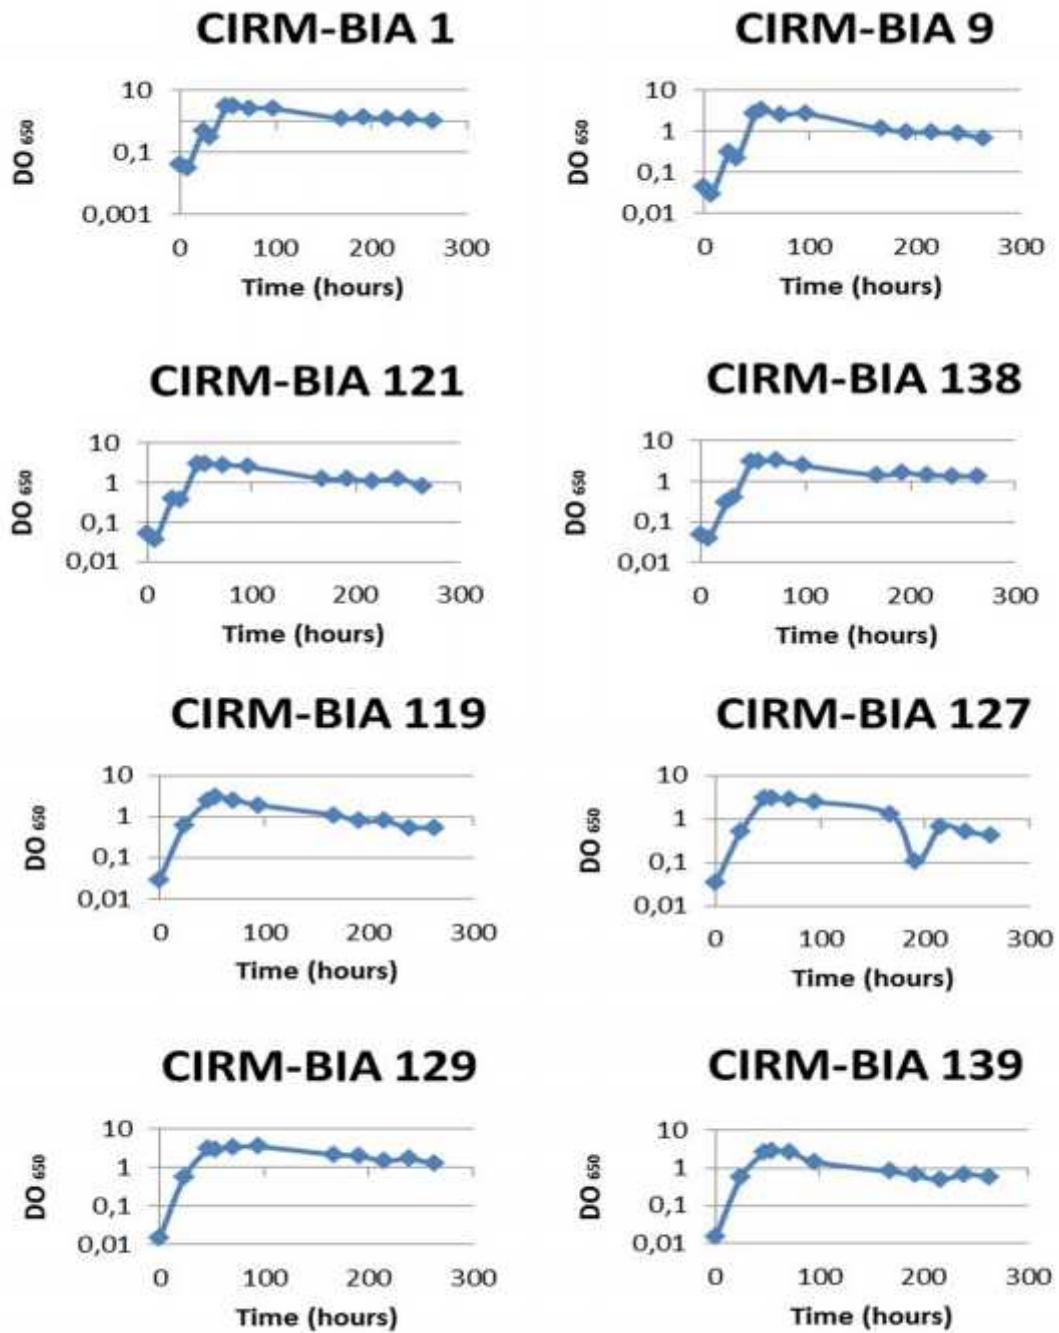 CIRM-BIA 1
10
0,1
0,001
DO 650
0 100 200 300
Time (hours)
CIRM-BIA 9
10
1
0,1
0,01
DO 650
0 100 200 300
Time (hours)
CIRM-BIA 121
10
1
0,1
0,01
DO 650
0 100 200 300
Time (hours)
CIRM-BIA 138
10
1
0,1
0,01
DO 650
0 100 200 300
Time (hours)
CIRM-BIA 119
10
1
0,1
0,01
DO 650
0 100 200 300
Time (hours)
CIRM-BIA 127
10
1
0,1
0,01
DO 650
0 100 200 300
Time (hours)
CIRM-BIA 129
10
1
0,1
0,01
DO 650
0 100 200 300
Time (hours)
CIRM-BIA 139
10
1
0,1
0,01
DO 650
0 100 200 300
Time (hours)